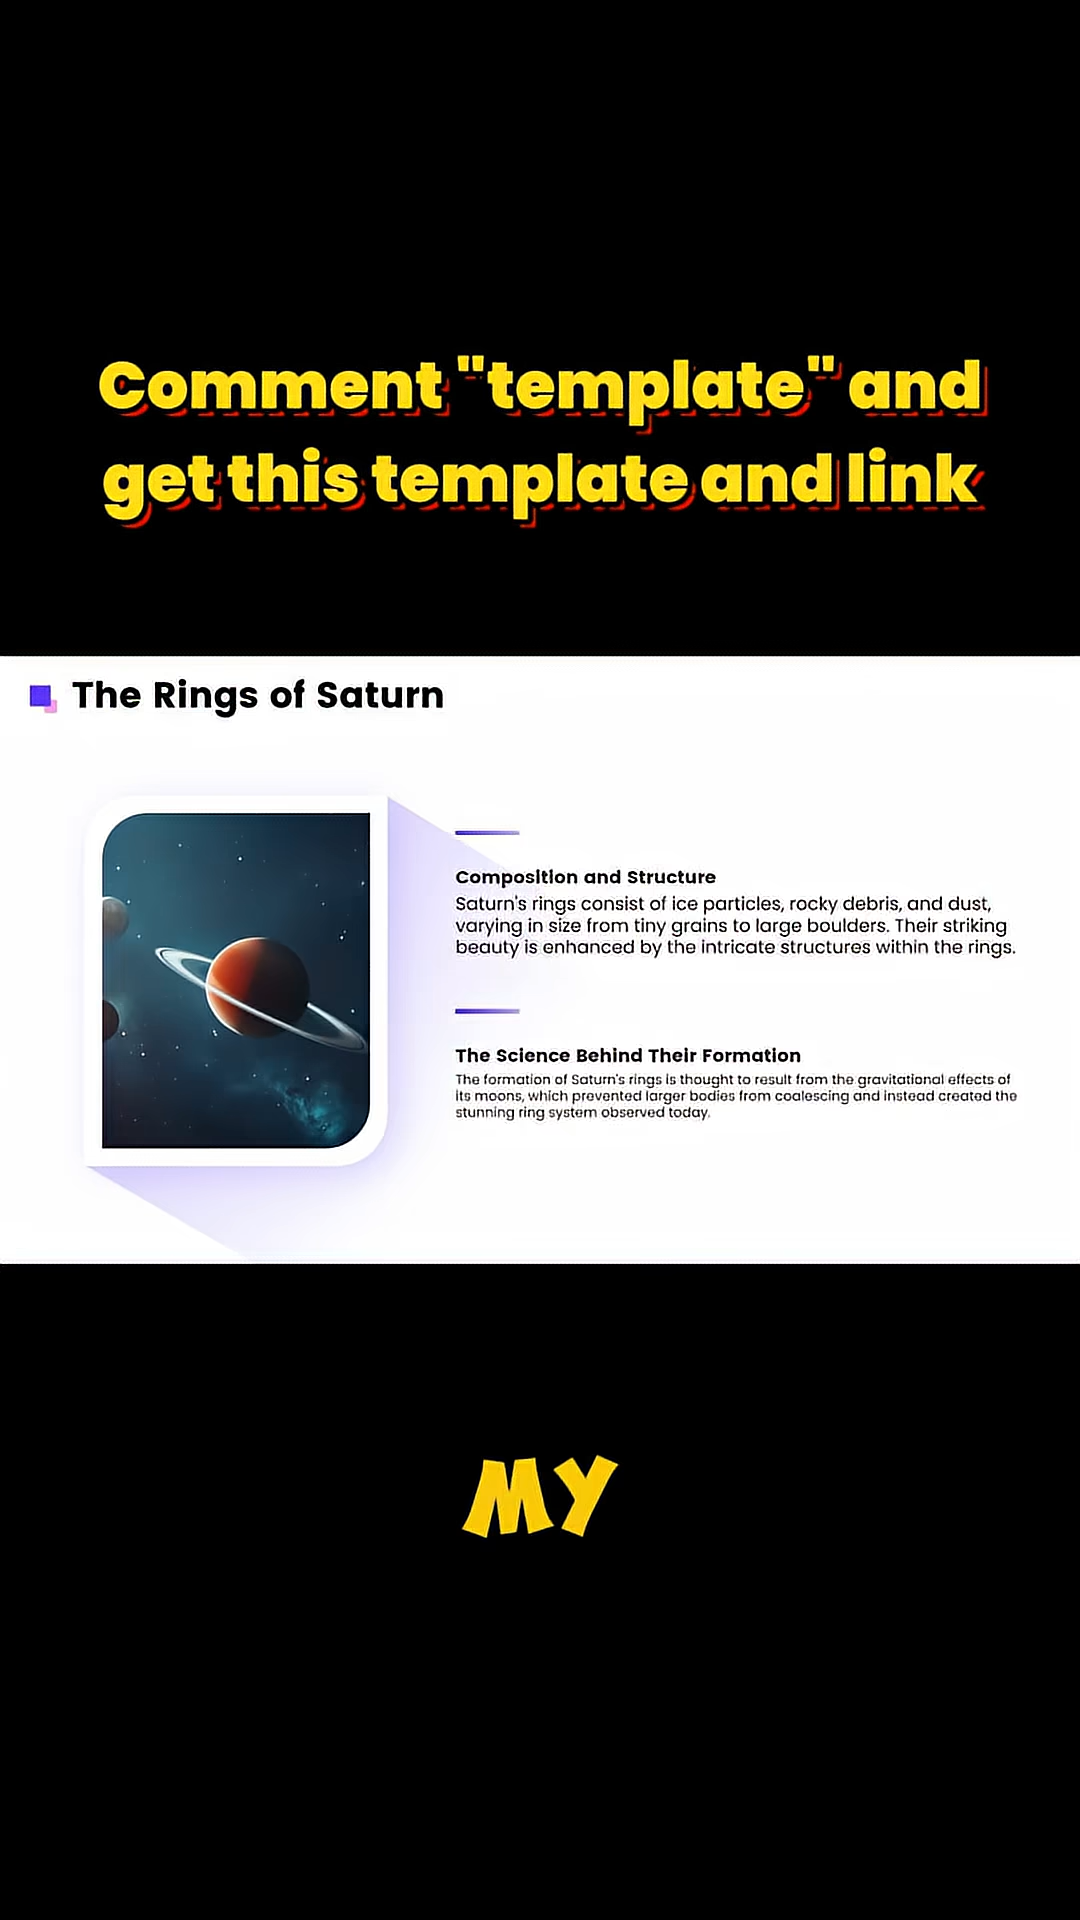 Comment "template" and
get this template and link
The Rings of Saturn
Composition and Structure
Saturn's rings consist of ice particles, rocky debris, and dust,
varying in size from tiny grains to large boulders. Their striking
beauty is enhanced by the intricate structures within the rings.
The Science Behind Their Formation
The formation of Saturn's rings is thought to result from the gravitational effects of
its moons, which prevented larger bodies from coalescing and instead created the
stunning ring system observed today.
MY